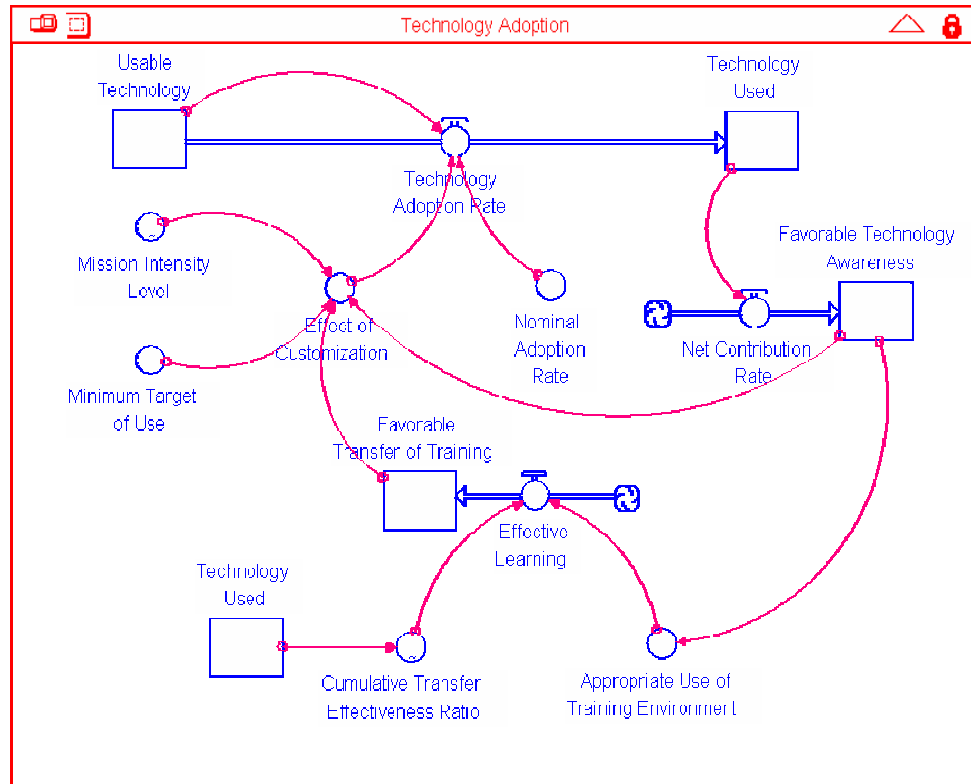 Technology Adoption
Usable
Technology
Technology
Used
Technology
Adoption Rate
Mission Intensity
Level
Favorable Technology
Awareness
Effect of
Customization
Nominal
Adoption
Rate
Net Contribution
Rate
Minimum Target
of Use
Favorable
Transfer of Training
Effective
Learning
Technology
Used
Cumulative Transfer
Effectiveness Ratio
Appropriate Use of
Training Environment
~
~